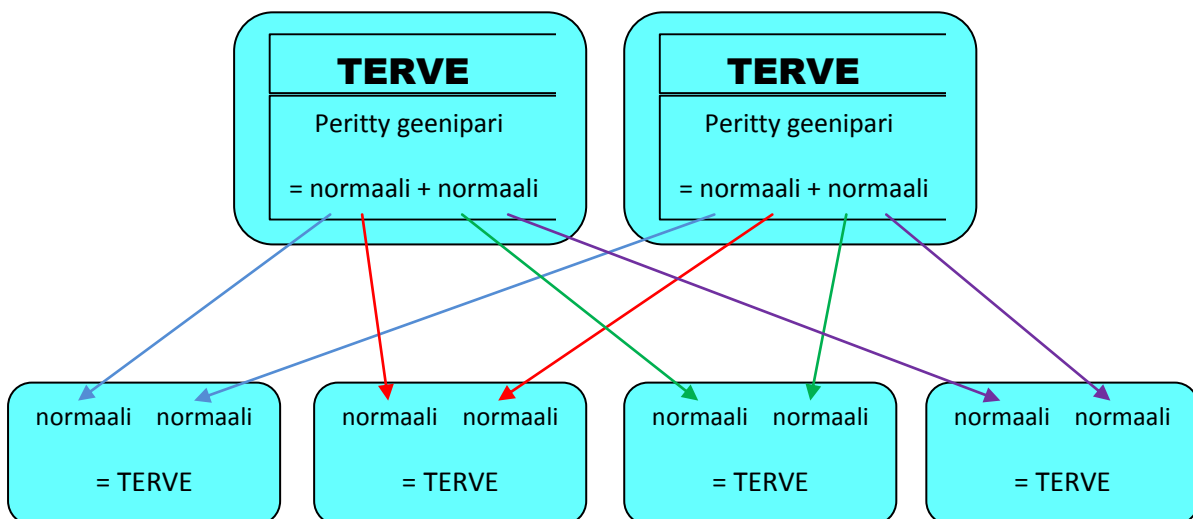 TERVE
Peritty geenipari
= normaali + normaali
TERVE
Peritty geenipari
= normaali + normaali
normaali normaali
= TERVE
normaali normaali
= TERVE
normaali normaali
= TERVE
normaali normaali
= TERVE